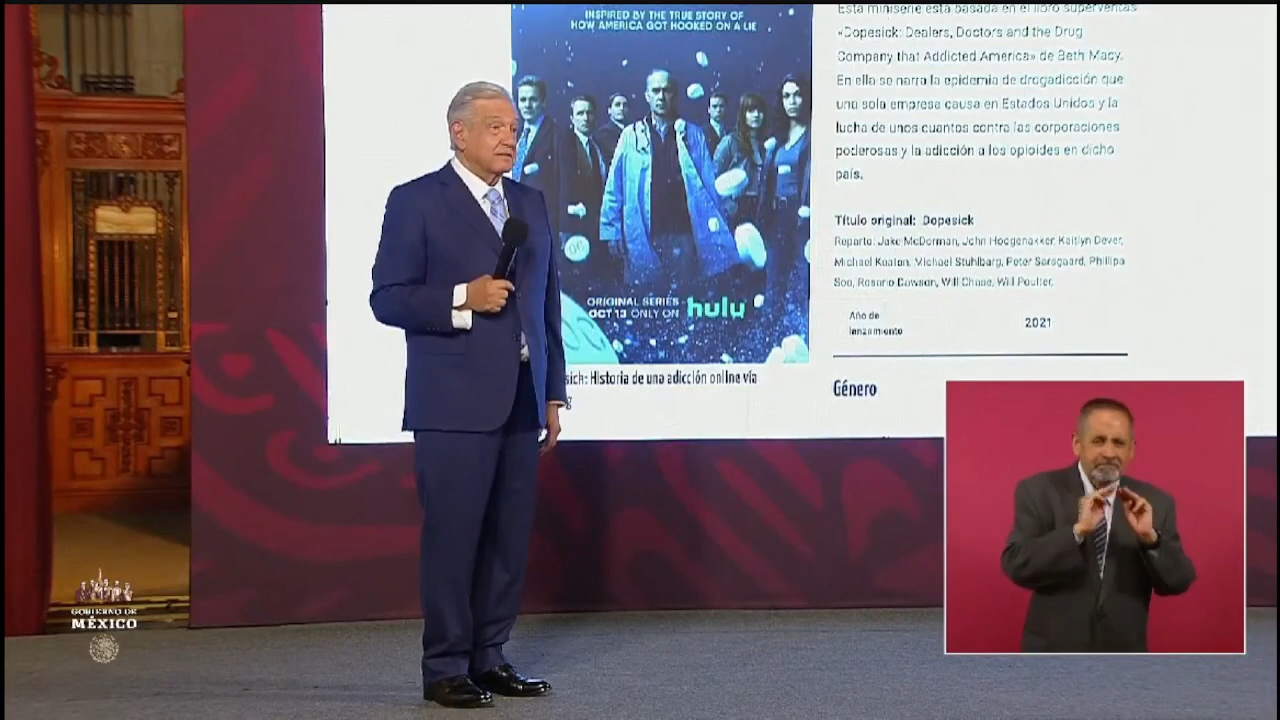 INSPIRED BY THE TRUE STORY OF
HOW AMERICA GOT HOOKED ON A LIE
ORIGINAL SERIES
OCT 13 ONLY ON hulu
sich: Historia de una adicción online vía
g
Esta miniserie está basada en el libro superventas
«Dopesick: Dealers, Doctors and the Drug
Company that Addicted America» de Beth Macy.
En ella se narra la epidemia de drogadicción que
una sola empresa causa en Estados Unidos y la
lucha de unos cuantos contra las corporaciones
poderosas y la adicción a los opioides en dicho
país.
Título original: Dopesick
Reparto: Jake McDorman, John Hoogenakker, Kaitlyn Dever,
Michael Keaton, Michael Stuhlbarg, Peter Sarsgaard, Phillipa
Soo, Rosario Dawson, Will Chase, Will Poulter,
Año de
lanzamiento
2021
Género
GOBIERNO DE
MÉXICO